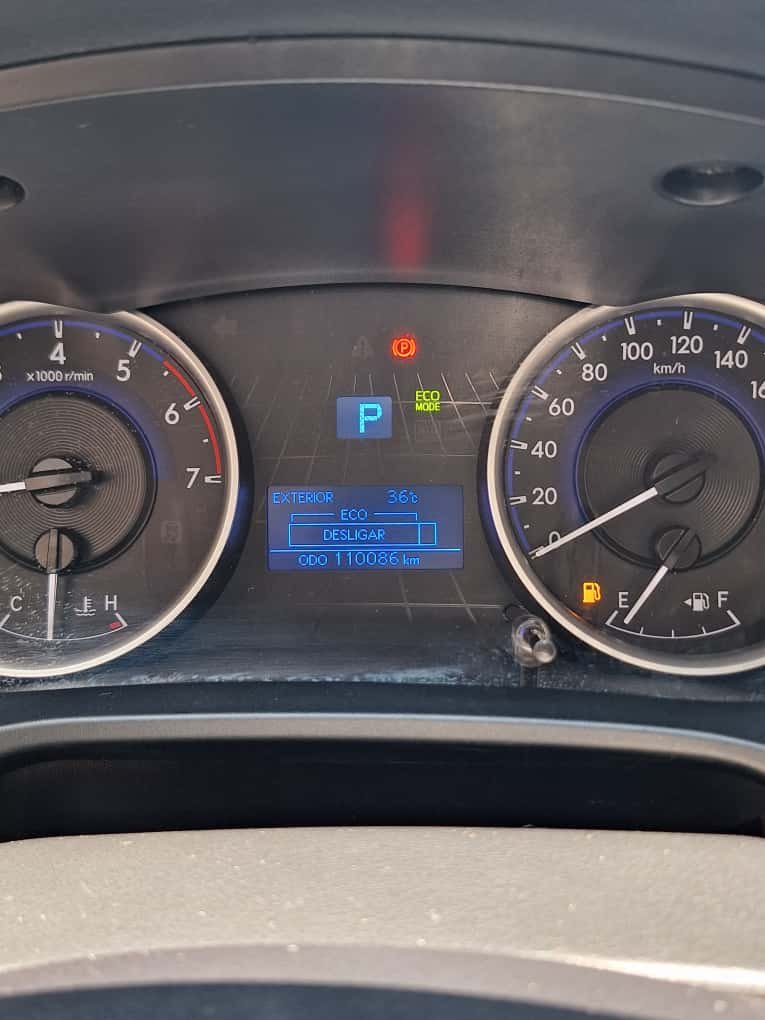 4
5
6
7
x1000 r/min
C
H
P
ECO
MODE
P
EXTERIOR 36°c
ECO
DESLIGAR
ODO 110086 km
0
20
40
60
80
100
120
140
km/h
E
F